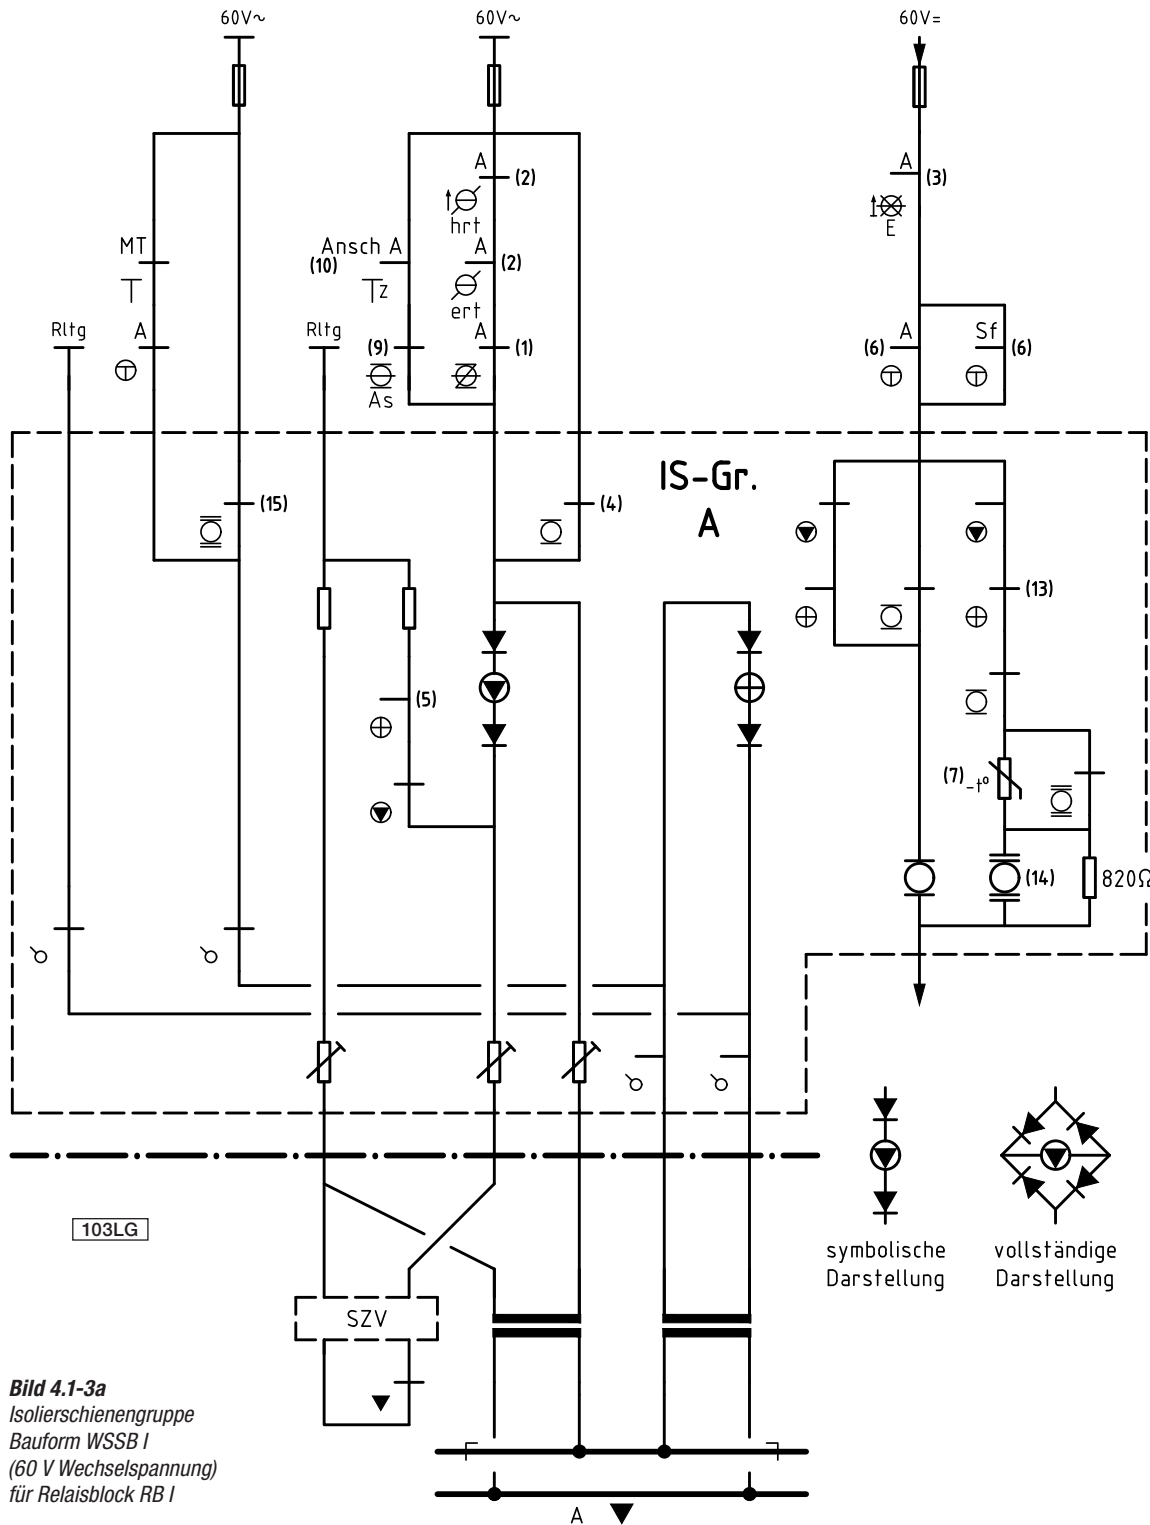 60V~
60V~
60V=
A
(2)
A
(3)
hrt
E
MT
Ansch A
(10)
A
(2)
Tz
ert
Rltg
A
Rltg
(9)
A
(1)
(6)
A
Sf
(6)
As
IS-Gr.
A
(15)
(4)
(13)
(5)
(7)
-t°
(14)
820Ω
103LG
symbolische
Darstellung
vollständige
Darstellung
SZV
Bild 4.1-3a
Isolierschienengruppe
Bauform WSSB I
(60 V Wechselspannung)
für Relaisblock RB I
A